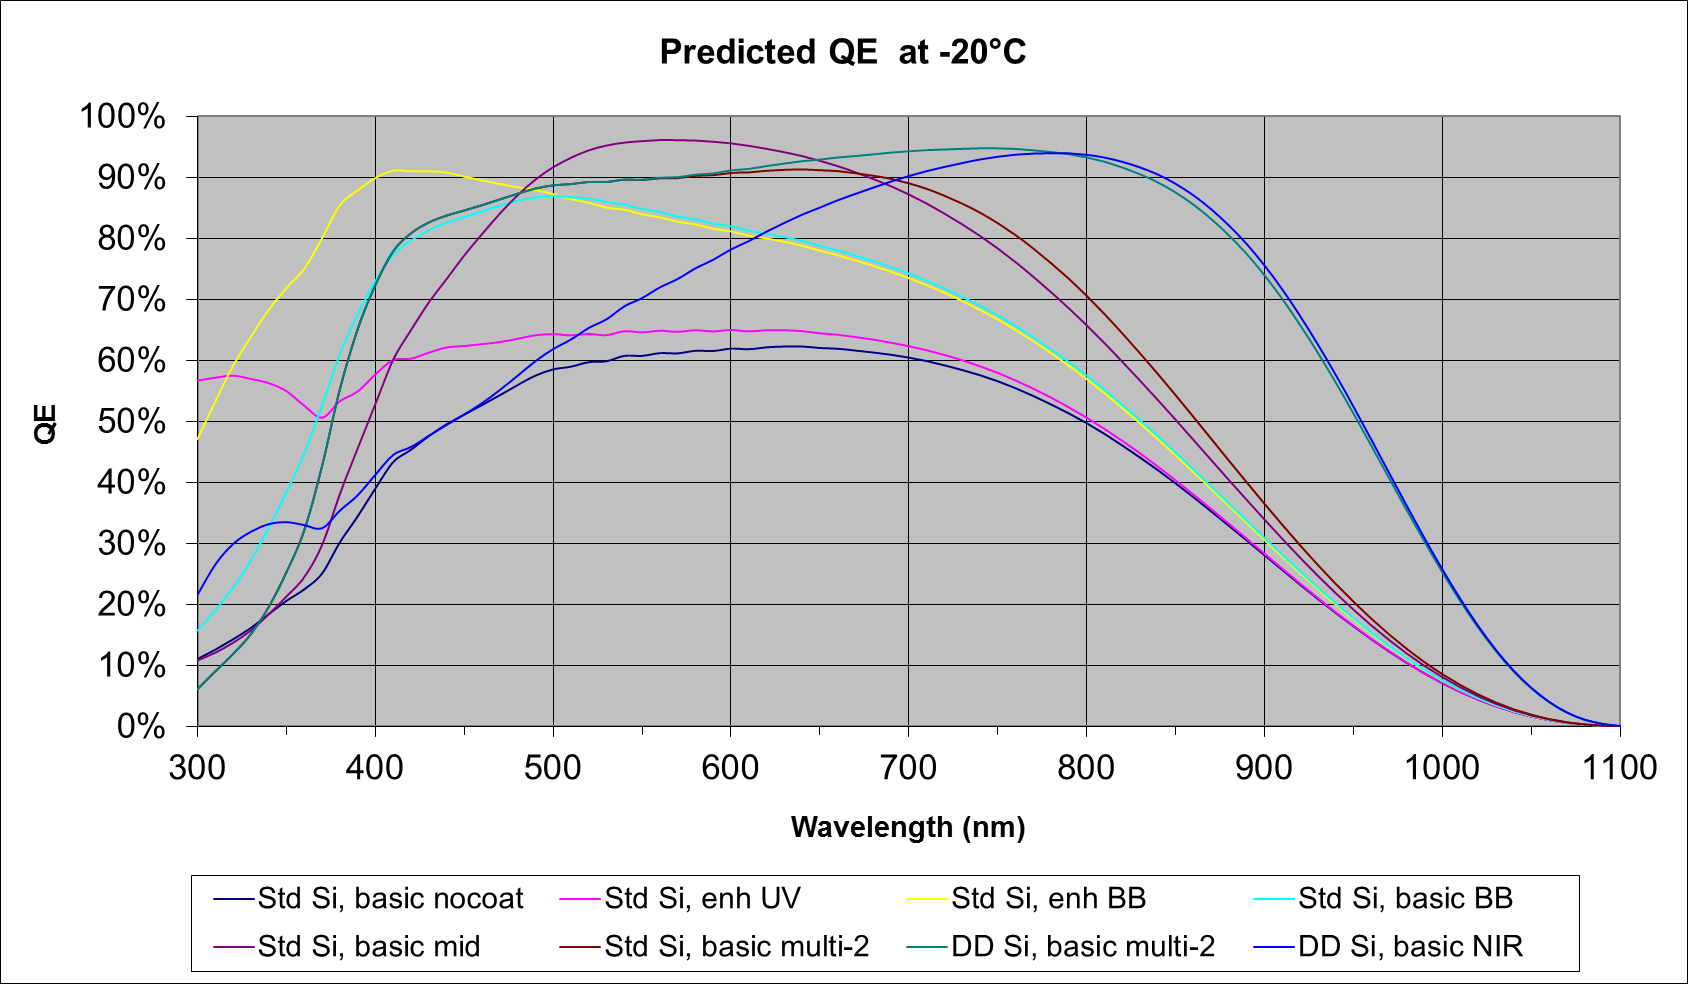 Predicted QE  at -20°C
100%
90%
80%
70%
60%
50%
40%
30%
20%
10%
0%
QE
300 400 500 600 700 800 900 1000 1100
Wavelength (nm)
Std Si, basic nocoat Std Si, enh UV Std Si, enh BB Std Si, basic BB
Std Si, basic mid Std Si, basic multi-2 DD Si, basic multi-2 DD Si, basic NIR